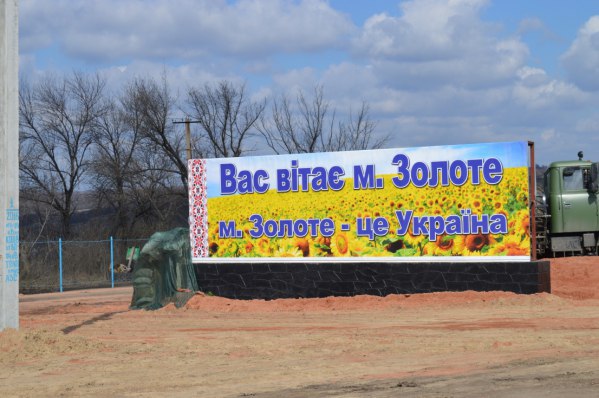 Вас вітає м. Золоте
м. Золоте - це Україна